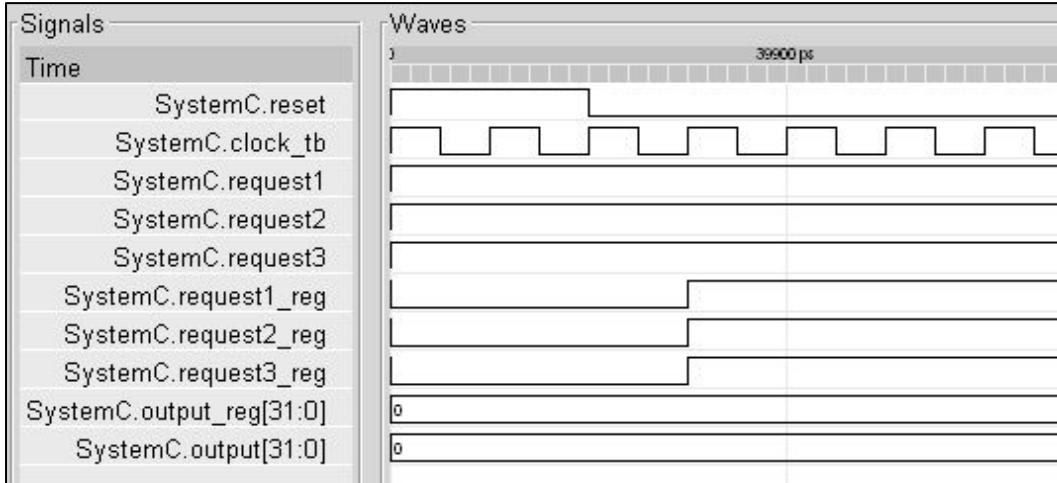 Signals
Waves
Time
39900 ps
SystemC.reset
SystemC.clock_tb
SystemC.request1
SystemC.request2
SystemC.request3
SystemC.request1_reg
SystemC.request2_reg
SystemC.request3_reg
SystemC.output_reg[31:0]
0
SystemC.output[31:0]
0